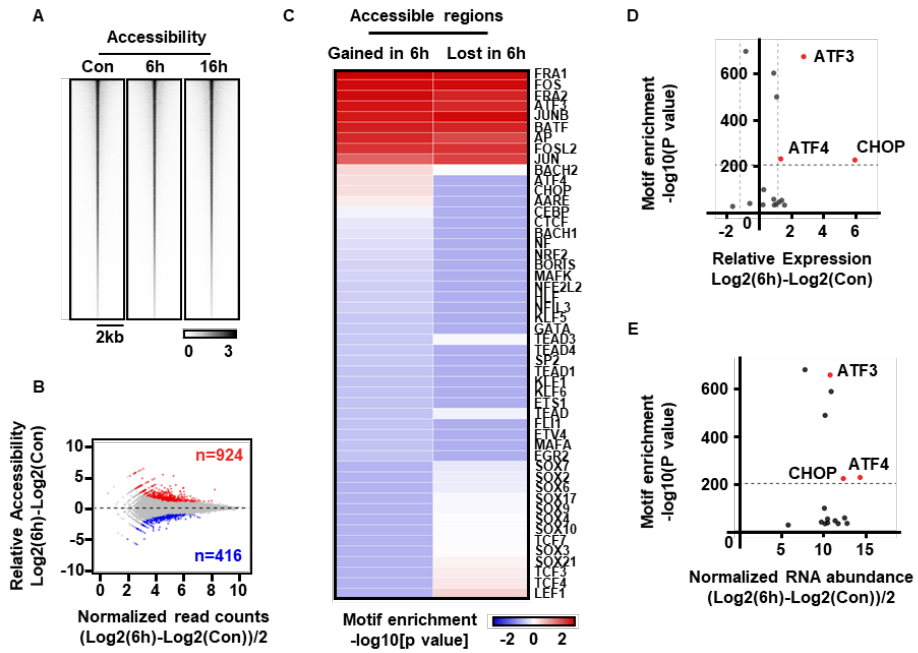 A
Accessibility
Con
6h
16h
2kb
0
3
B
Relative Accessibility
Log2(6h)-Log2(Con)
10
5
0
-5
-10
n=924
n=416
0
2
4
6
8
10
Normalized read counts
(Log2(6h)-Log2(Con))/2
C
Accessible regions
Gained in 6h
Lost in 6h
FRA1
FOS
FRA2
ATF3
JUNB
BATF
AP
FOSL2
JUN
BACH2
ATF4
CHOP
AARE
CEBP
CTCF
BACH1
NF
NRF2
BORIS
MAFK
NFE2L2
HLF
NFIL3
KLF5
GATA
TEAD3
TEAD4
SP2
TEAD1
KLF1
KLF6
ETS1
TEAD
FLI1
ETV4
MAFA
EGR2
SOX7
SOX2
SOX6
SOX17
SOX9
SOX4
SOX10
TCF7
SOX3
SOX21
TCF3
TCF4
LEF1
Motif enrichment
-log10[p value]
-2
0
2
D
Motif enrichment
-log10(P value)
600
400
200
0
ATF3
ATF4
CHOP
-2
0
2
4
6
Relative Expression
Log2(6h)-Log2(Con)
E
Motif enrichment
-log10(P value)
600
400
200
0
ATF3
CHOP
ATF4
0
5
10
15
Normalized RNA abundance
(Log2(6h)-Log2(Con))/2